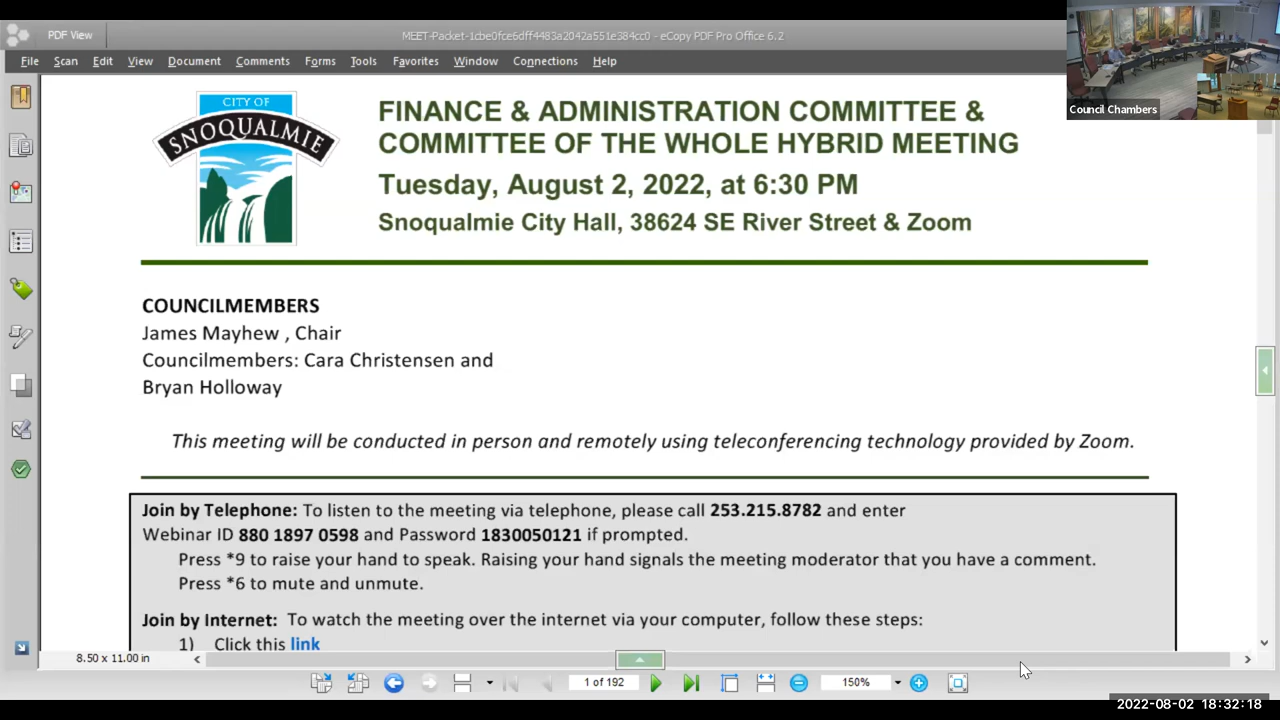 PDF View
MEET-Packet-1cbe0fce6dff4483a2042a551e384cc0 - eCopy PDF Pro Office 6.2
File Scan Edit View Document Comments Forms Tools Favorites Window Connections Help
Council Chambers
CITY OF
SNOQUALMIE
FINANCE & ADMINISTRATION COMMITTEE &
COMMITTEE OF THE WHOLE HYBRID MEETING
Tuesday, August 2, 2022, at 6:30 PM
Snoqualmie City Hall, 38624 SE River Street & Zoom
COUNCILMEMBERS
James Mayhew , Chair
Councilmembers: Cara Christensen and
Bryan Holloway
This meeting will be conducted in person and remotely using teleconferencing technology provided by Zoom.
Join by Telephone: To listen to the meeting via telephone, please call 253.215.8782 and enter
Webinar ID 880 1897 0598 and Password 1830050121 if prompted.
Press *9 to raise your hand to speak. Raising your hand signals the meeting moderator that you have a comment.
Press *6 to mute and unmute.
Join by Internet: To watch the meeting over the internet via your computer, follow these steps:
1) Click this link
8.50 x 11.00 in
1 of 192
150%
2022-08-02 18:32:18